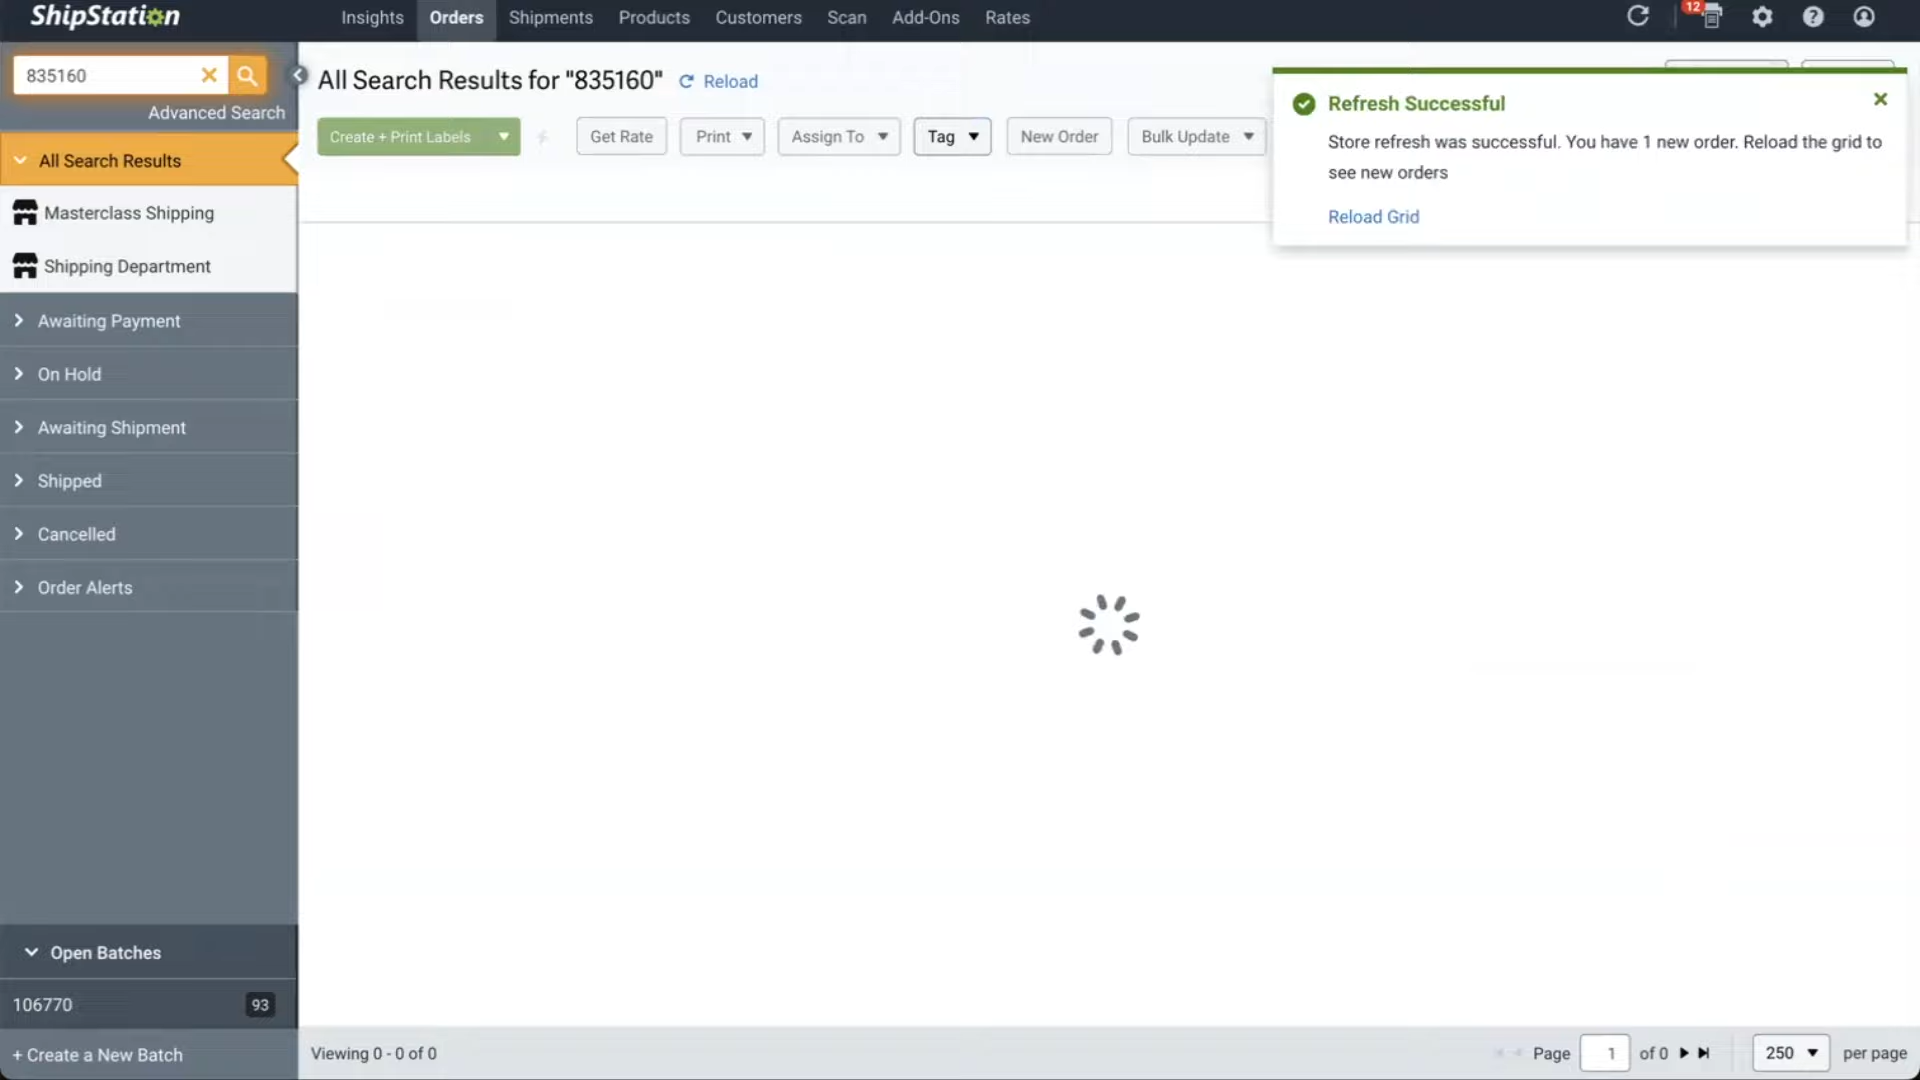 ShipStation
Insights
Orders
Shipments
Products
Customers
Scan
Add-Ons
Rates
12
835160
Advanced Search
All Search Results for "835160"
Reload
Create + Print Labels
Get Rate
Print
Assign To
Tag
New Order
Bulk Update
Refresh Successful
Store refresh was successful. You have 1 new order. Reload the grid to
see new orders
Reload Grid
All Search Results
Masterclass Shipping
Shipping Department
Awaiting Payment
On Hold
Awaiting Shipment
Shipped
Cancelled
Order Alerts
Open Batches
106770
93
+ Create a New Batch
Viewing 0 - 0 of 0
Page 1 of 0
250 per page